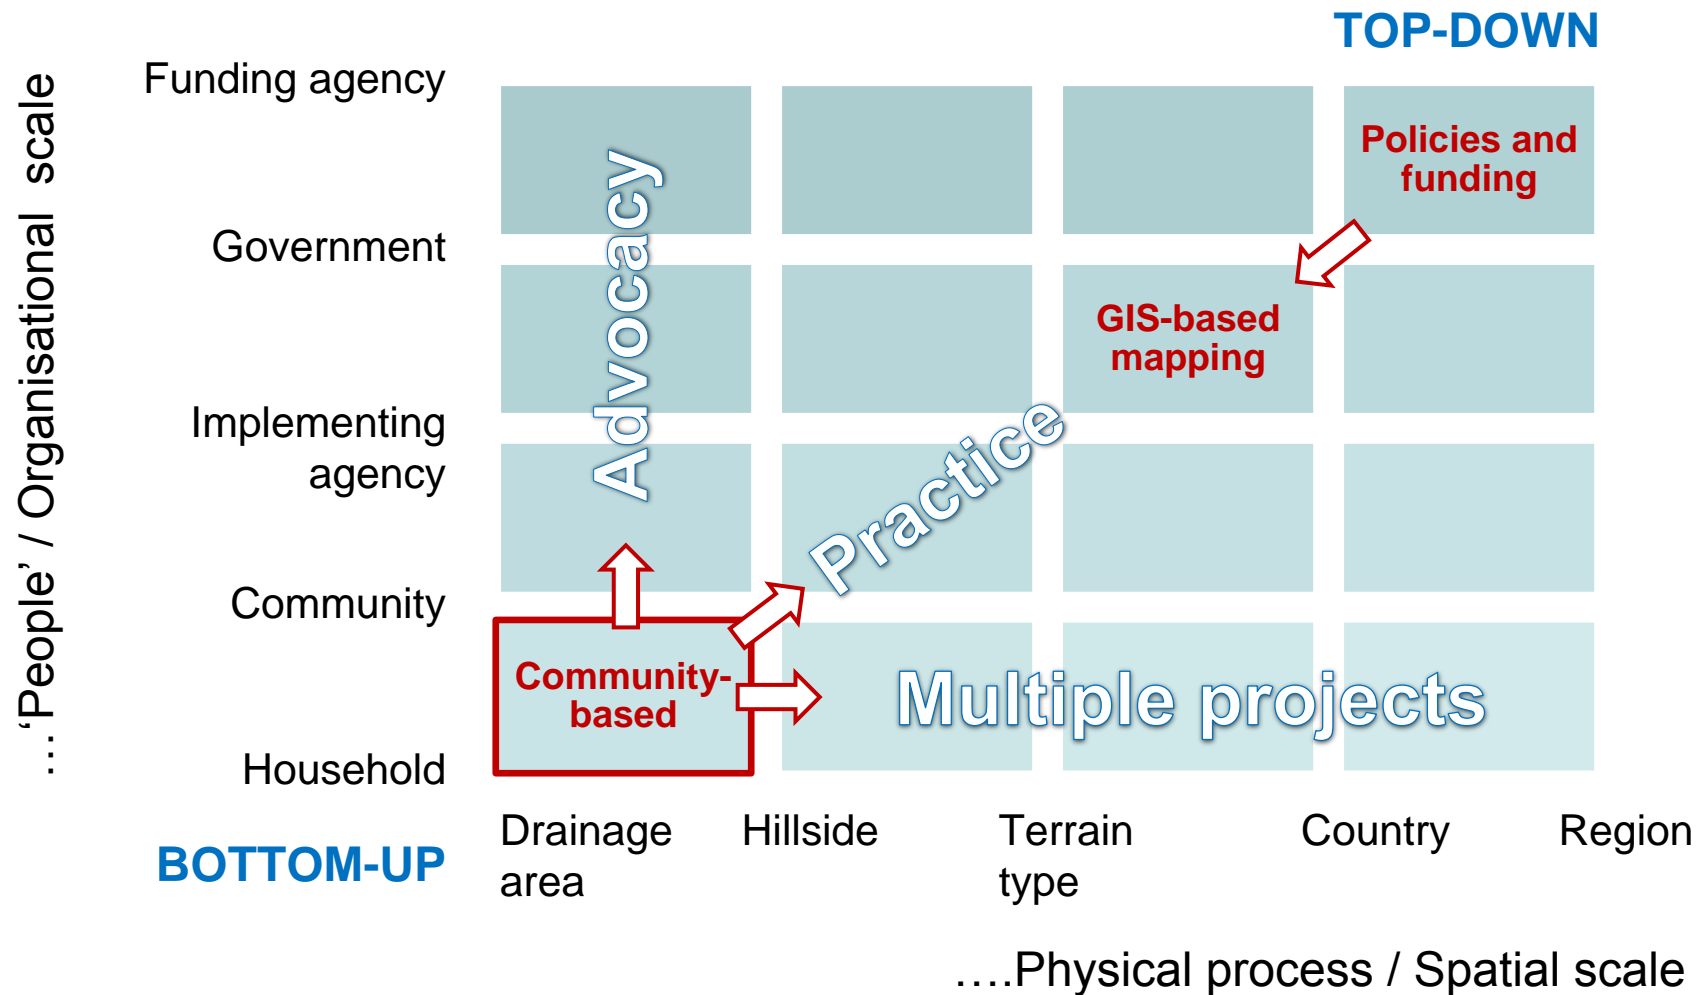 TOP-DOWN
…‘People’ / Organisational  scale
Funding agency
Government
Implementing
agency
Community
Household
Policies and
funding
GIS-based
mapping
Advocacy
Practice
Community-
based
Multiple projects
BOTTOM-UP
Drainage
area
Hillside
Terrain
type
Country
Region
….Physical process / Spatial scale